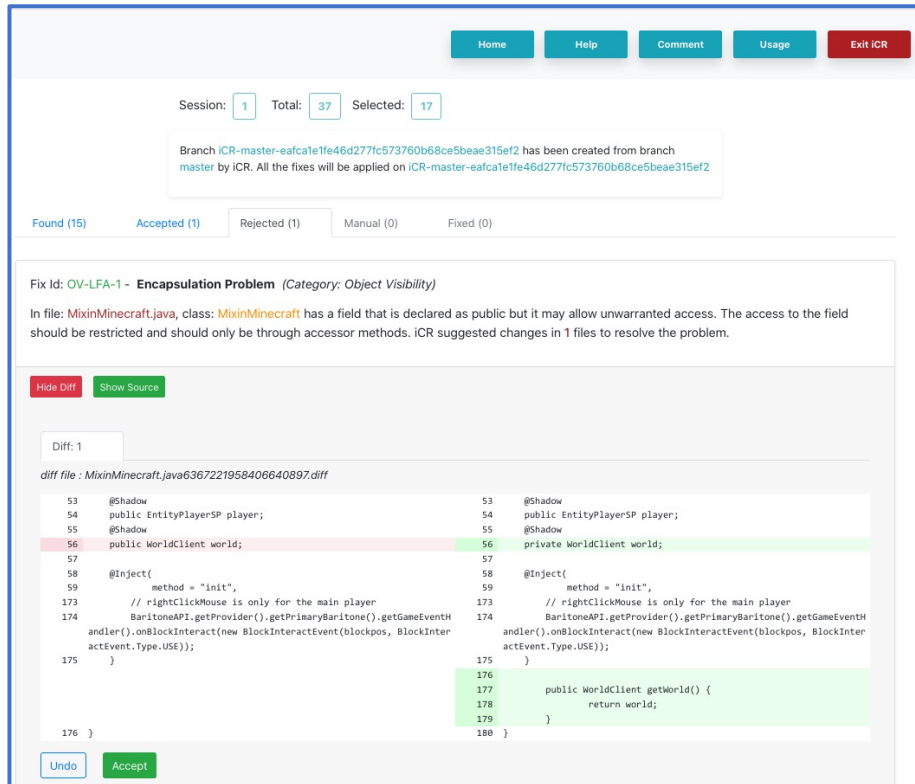 Home Help Comment Usage Exit iCR
Session: 1 Total: 37 Selected: 17
Branch iCR-master-eafca1e1fe46d277fc573760b68ce5beae315ef2 has been created from branch
master by iCR. All the fixes will be applied on iCR-master-eafca1e1fe46d277fc573760b68ce5beae315ef2
Found (15) Accepted (1) Rejected (1) Manual (0) Fixed (0)
Fix Id: OV-LFA-1 - Encapsulation Problem (Category: Object Visibility)
In file: MixinMinecraft.java, class: MixinMinecraft has a field that is declared as public but it may allow unwarranted access. The access to the field
should be restricted and should only be through accessor methods. iCR suggested changes in 1 files to resolve the problem.
Hide Diff Show Source
Diff: 1
diff file : MixinMinecraft.java6367221958406640897.diff
53 @Shadow 53 @Shadow
54 public EntityPlayerSP player; 54 public EntityPlayerSP player;
55 @Shadow 55 @Shadow
56 public WorldClient world; 56 private WorldClient world;
57 57
58 @Inject( 58 @Inject(
59 method = "init", 59 method = "init",
173 // rightClickMouse is only for the main player 173 // rightClickMouse is only for the main player
174 BaritoneAPI.getProvider().getPrimaryBaritone().getGameEventH 174 BaritoneAPI.getProvider().getPrimaryBaritone().getGameEventH
andler().onBlockInteract(new BlockInteractEvent(blockpos, BlockInter andler().onBlockInteract(new BlockInteractEvent(blockpos, BlockInter
actEvent.Type.USE)); actEvent.Type.USE));
175 } 175 }
176
177 public WorldClient getWorld() {
178 return world;
179 }
176 } 180 }
Undo Accept